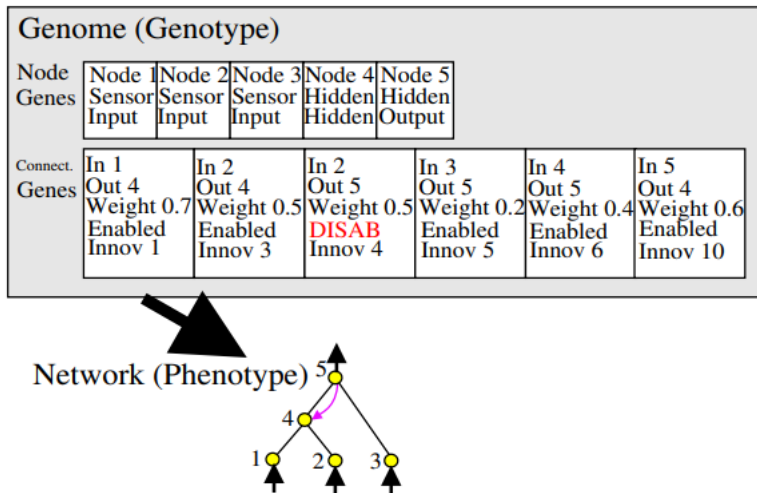 Genome (Genotype)
Node Genes
Node 1 Sensor Input
Node 2 Sensor Input
Node 3 Sensor Input
Node 4 Hidden Hidden
Node 5 Hidden Output
Connect. Genes
In 1
Out 4
Weight 0.7
Enabled
Innov 1
In 2
Out 4
Weight 0.5
Enabled
Innov 3
In 2
Out 5
Weight 0.5
DISAB
Innov 4
In 3
Out 5
Weight 0.2
Enabled
Innov 5
In 4
Out 5
Weight 0.4
Enabled
Innov 6
In 5
Out 4
Weight 0.6
Enabled
Innov 10
Network (Phenotype)
5
4
1
2
3